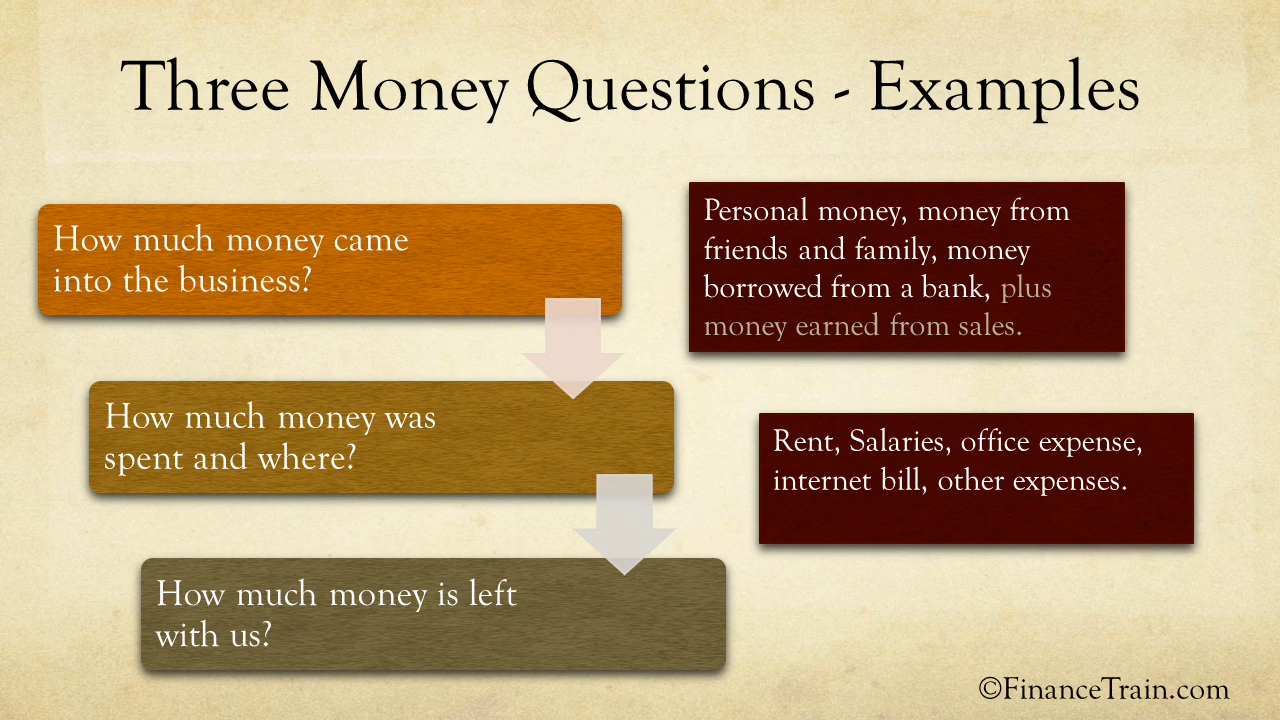 Three Money Questions - Examples
How much money came
into the business?
Personal money, money from
friends and family, money
borrowed from a bank, plus
money earned from sales.
How much money was
spent and where?
Rent, Salaries, office expense,
internet bill, other expenses.
How much money is left
with us?
©FinanceTrain.com